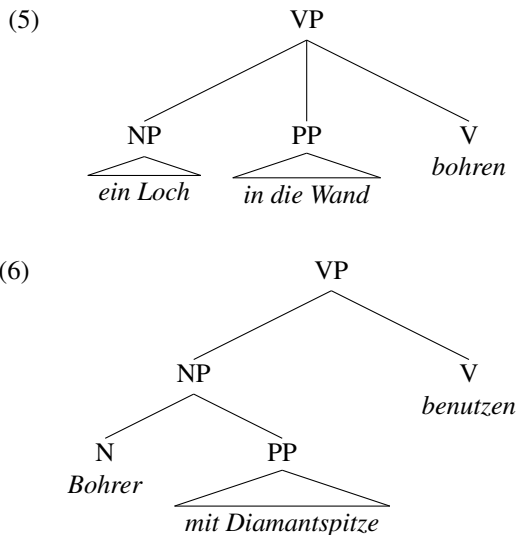 (5)
VP
NP PP V
bohren
ein Loch in die Wand
(6)
VP
NP V
benutzen
N PP
Bohrer
mit Diamantspitze